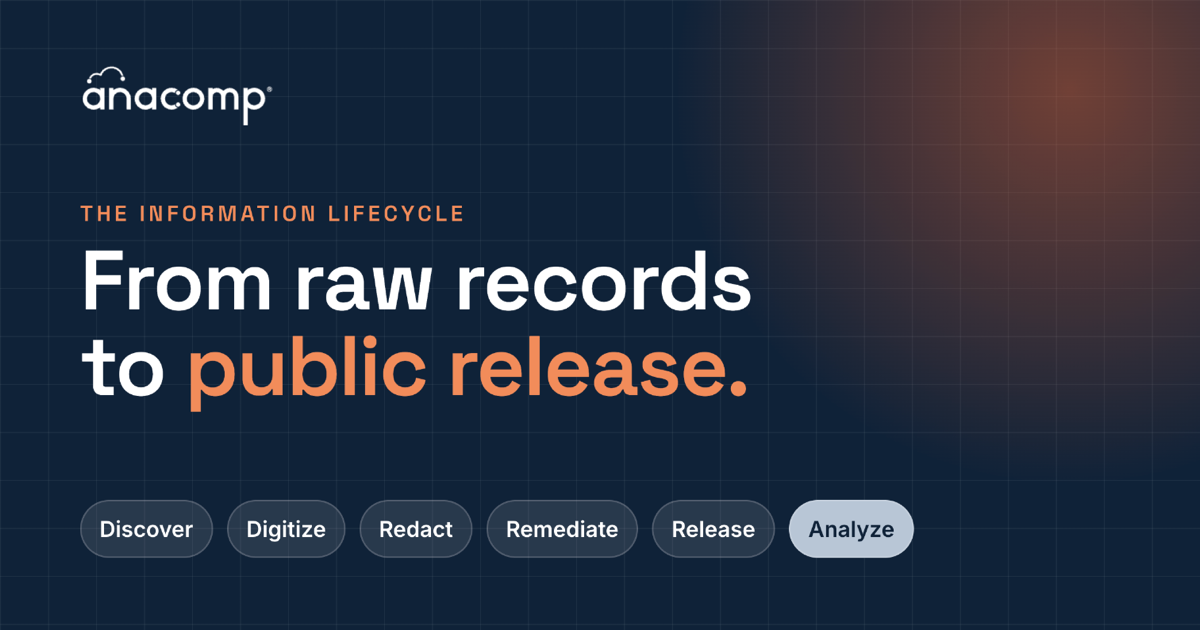 anacomp®
THE INFORMATION LIFECYCLE
From raw records
to public release.
Discover Digitize Redact Remediate Release Analyze